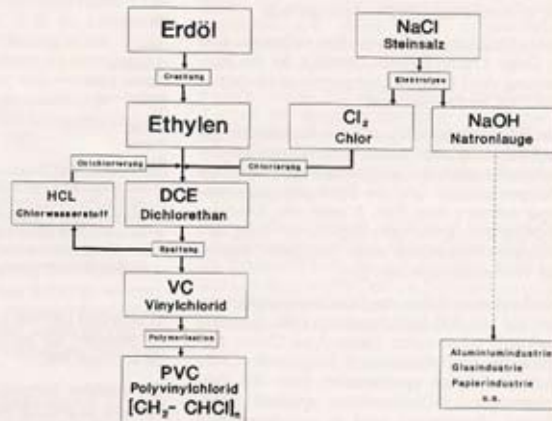 Erdöl
NaCl
Steinsalz
Crackung
Elektrolyse
Ethylen
Cl₂
Chlor
NaOH
Natronlauge
Oxichlorierung
Chlorierung
HCL
Chlorwasserstoff
DCE
Dichlorethan
Spaltung
VC
Vinylchlorid
Polymerisation
PVC
Polyvinylchlorid
[CH₂- CHCl]ₙ
Aluminiumindustrie
Glasindustrie
Papierindustrie
u.a.